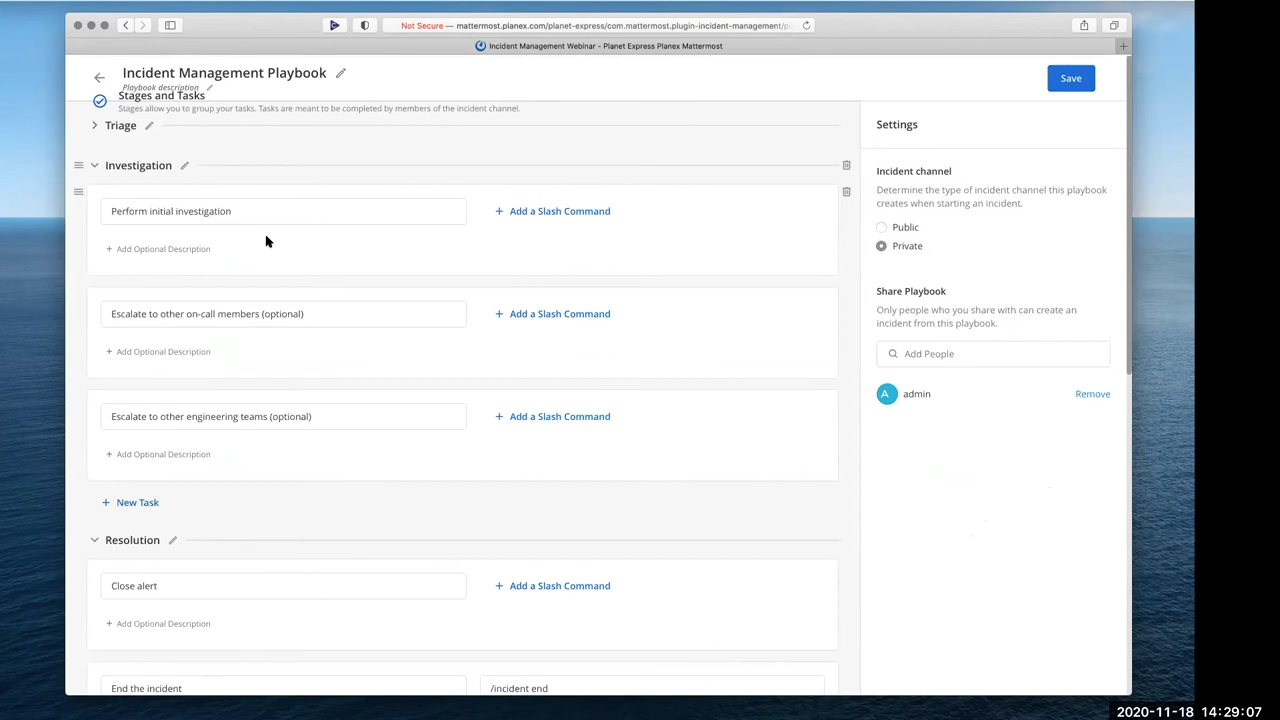 Not Secure — mattermost.planex.com/planet-express/com.mattermost.plugin-incident-management/p
Incident Management Webinar - Planet Express Planex Mattermost
Incident Management Playbook
Save
Playbook description
Stages and Tasks
Stages allow you to group your tasks. Tasks are meant to be completed by members of the incident channel.
Triage
Investigation
Perform initial investigation
+ Add a Slash Command
+ Add Optional Description
Escalate to other on-call members (optional)
+ Add a Slash Command
+ Add Optional Description
Escalate to other engineering teams (optional)
+ Add a Slash Command
+ Add Optional Description
+ New Task
Resolution
Close alert
+ Add a Slash Command
+ Add Optional Description
End the incident
/incident end
Settings
Incident channel
Determine the type of incident channel this playbook
creates when starting an incident.
Public
Private
Share Playbook
Only people who you share with can create an
incident from this playbook.
Add People
A admin
Remove
2020-11-18 14:29:07